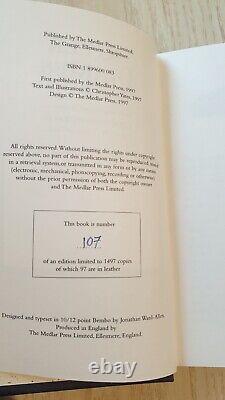 Published by The Medlar Press Limited,
The Grange, Ellesmere, Shropshire.
ISBN 1 899600 083
First published by the Medlar Press, 1997
Text and Illustrations © Christopher Yates, 1997
Design © The Medlar Press, 1997
All rights reserved. Without limiting the rights under copyright
reserved above, no part of this publication may be reproduced, stored
in a retrieval system, or transmitted in any form or by any means
(electronic, mechanical, photocopying, recording or otherwise)
without the prior permission of both the copyright owner
and The Medlar Press Limited.
This book is number
107
of an edition limited to 1497 copies
of which 97 are in leather
Designed and typeset in 10/12 point Bembo by Jonathan Ward-Allen.
Produced in England by
The Medlar Press Limited, Ellesmere, England.
ebay